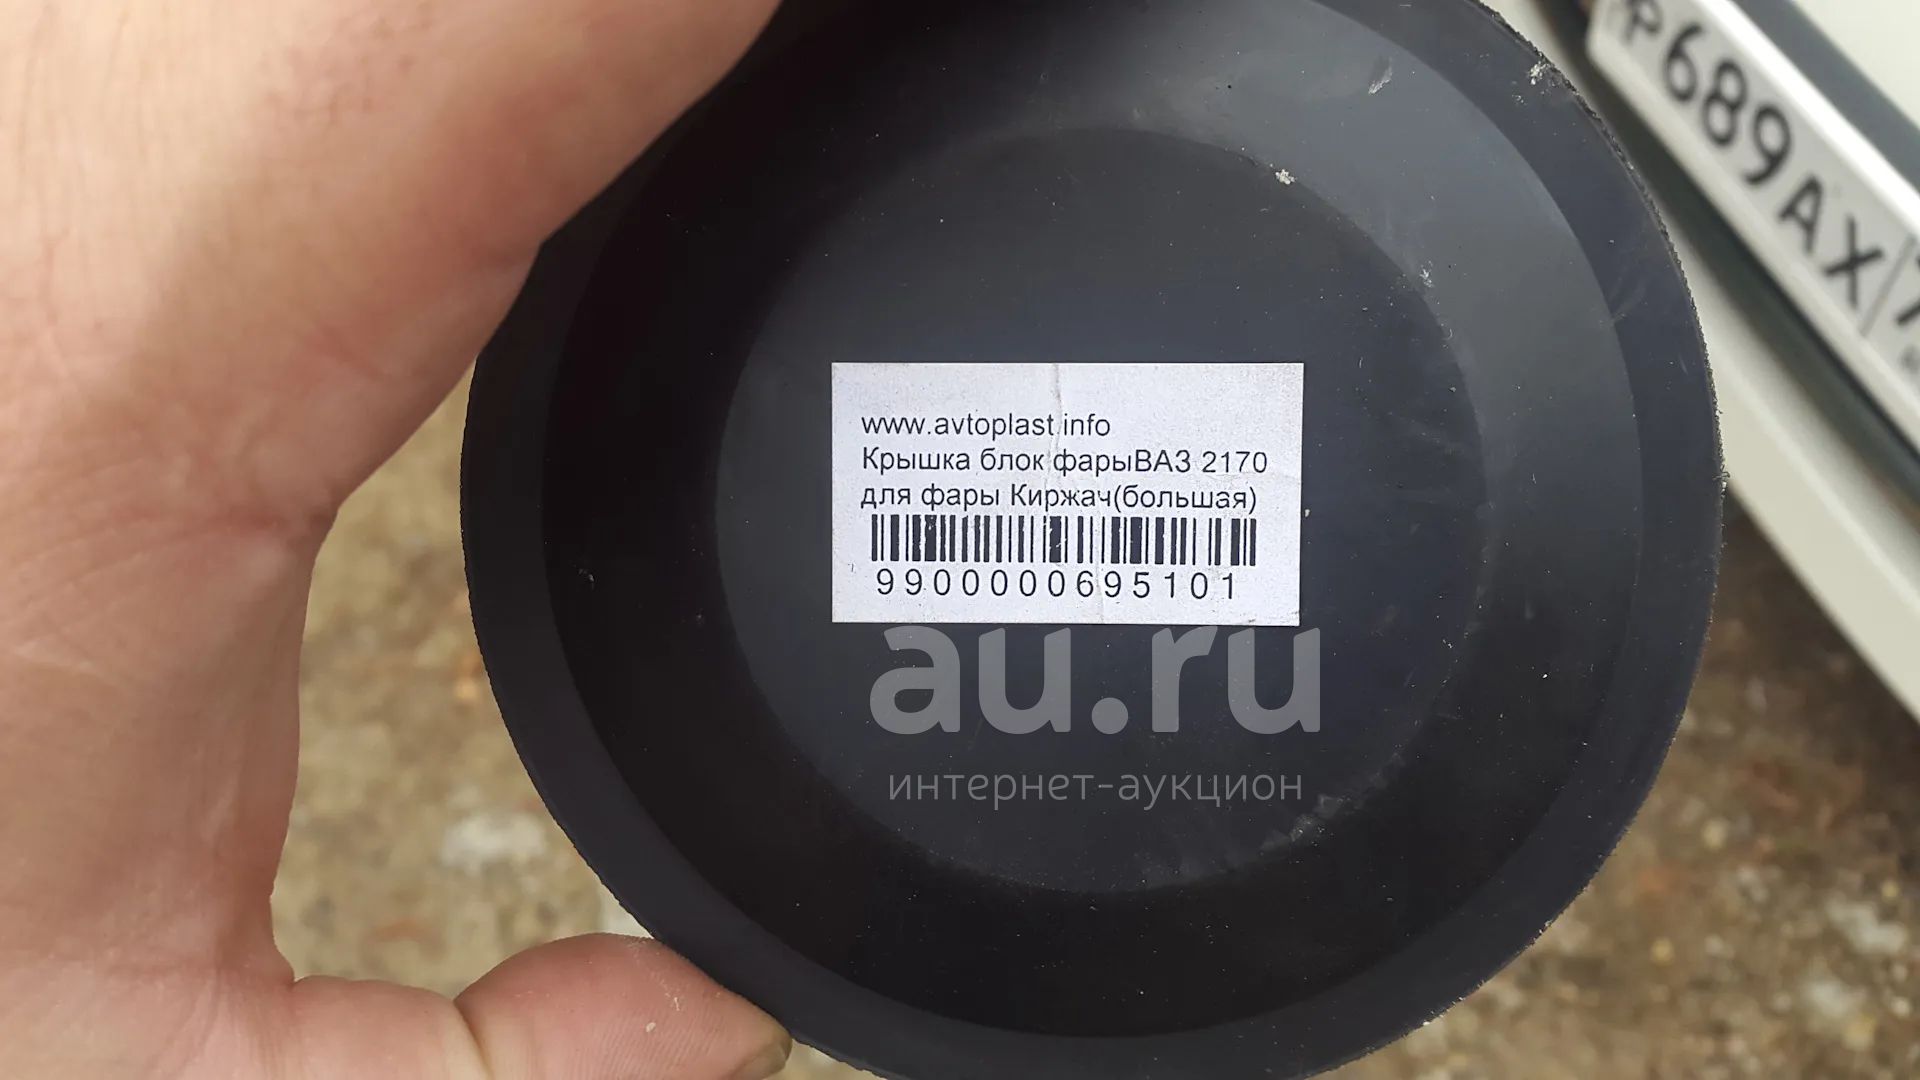 р689АХ
www.avtoplast.info
Крышка блок фарыВАЗ 2170
для фары Киржач(большая)
9900000695101
au.ru
интернет-аукцион